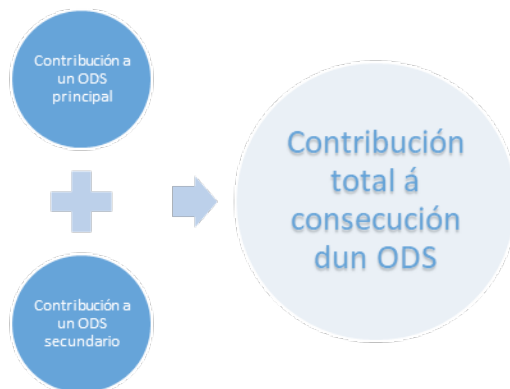 Contribución a
un ODS
principal
Contribución a
un ODS
secundario
Contribución
total á
consecución
dun ODS